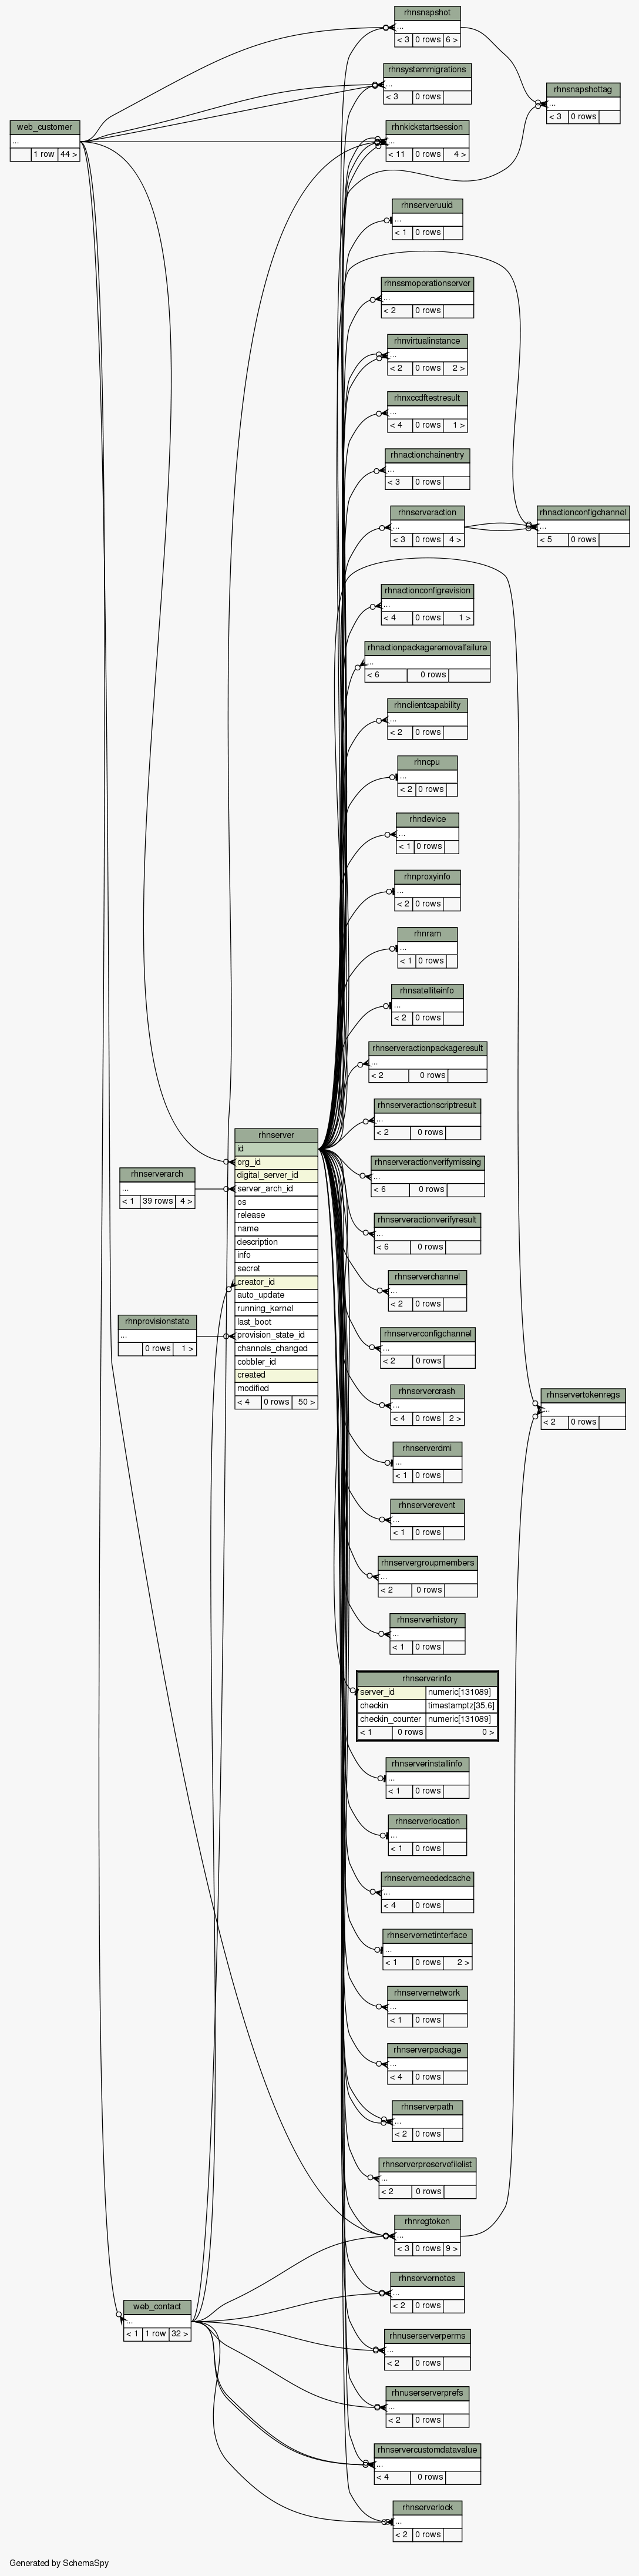 rhnsnapshot
...
< 3 0 rows 6 >
rhnsystemmigrations
...
< 3 0 rows
rhnsnapshottag
...
< 3 0 rows
web_customer
...
1 row 44 >
rhnkickstartsession
...
< 11 0 rows 4 >
rhnserveruuid
...
< 1 0 rows
rhnssmoperationserver
...
< 2 0 rows
rhnvirtualinstance
...
< 2 0 rows 2 >
rhnxccdftestresult
...
< 4 0 rows 1 >
rhnactionchainentry
...
< 3 0 rows
rhnserveraction
...
< 3 0 rows 4 >
rhnactionconfigchannel
...
< 5 0 rows
rhnactionconfigrevision
...
< 4 0 rows 1 >
rhnactionpackageremovalfailure
...
< 6 0 rows
rhnclientcapability
...
< 2 0 rows
rhncpu
...
< 2 0 rows
rhndevice
...
< 1 0 rows
rhnproxyinfo
...
< 2 0 rows
rhnram
...
< 1 0 rows
rhnsatelliteinfo
...
< 2 0 rows
rhnserveractionpackageresult
...
< 2 0 rows
rhnserveractionscriptresult
...
< 2 0 rows
rhnserver
id
org_id
digital_server_id
server_arch_id
os
release
name
description
info
secret
creator_id
auto_update
running_kernel
last_boot
provision_state_id
channels_changed
cobbler_id
created
modified
< 4 0 rows 50 >
rhnserverarch
...
< 1 39 rows 4 >
rhnprovisionstate
...
0 rows 1 >
rhnserveractionverifymissing
...
< 6 0 rows
rhnserveractionverifyresult
...
< 6 0 rows
rhnserverchannel
...
< 2 0 rows
rhnserverconfigchannel
...
< 2 0 rows
rhnservercrash
...
< 4 0 rows 2 >
rhnservertokenregs
...
< 2 0 rows
rhnserverdmi
...
< 1 0 rows
rhnserverevent
...
< 1 0 rows
rhnservergroupmembers
...
< 2 0 rows
rhnserverhistory
...
< 1 0 rows
rhnserverinfo
server_id numeric[131089]
checkin timestamptz[35,6]
checkin_counter numeric[131089]
< 1 0 rows 0 >
rhnserverinstallinfo
...
< 1 0 rows
rhnserverlocation
...
< 1 0 rows
rhnserverneededcache
...
< 4 0 rows
rhnservernetinterface
...
< 1 0 rows 2 >
rhnservernetwork
...
< 1 0 rows
rhnserverpackage
...
< 4 0 rows
rhnserverpath
...
< 2 0 rows
rhnserverpreservefilelist
...
< 2 0 rows
rhnregtoken
...
< 3 0 rows 9 >
rhnservernotes
...
< 2 0 rows
web_contact
...
< 1 1 row 32 >
rhnuserserverperms
...
< 2 0 rows
rhnuserserverprefs
...
< 2 0 rows
rhnservercustomdatavalue
...
< 4 0 rows
rhnserverlock
...
< 2 0 rows
Generated by SchemaSpy